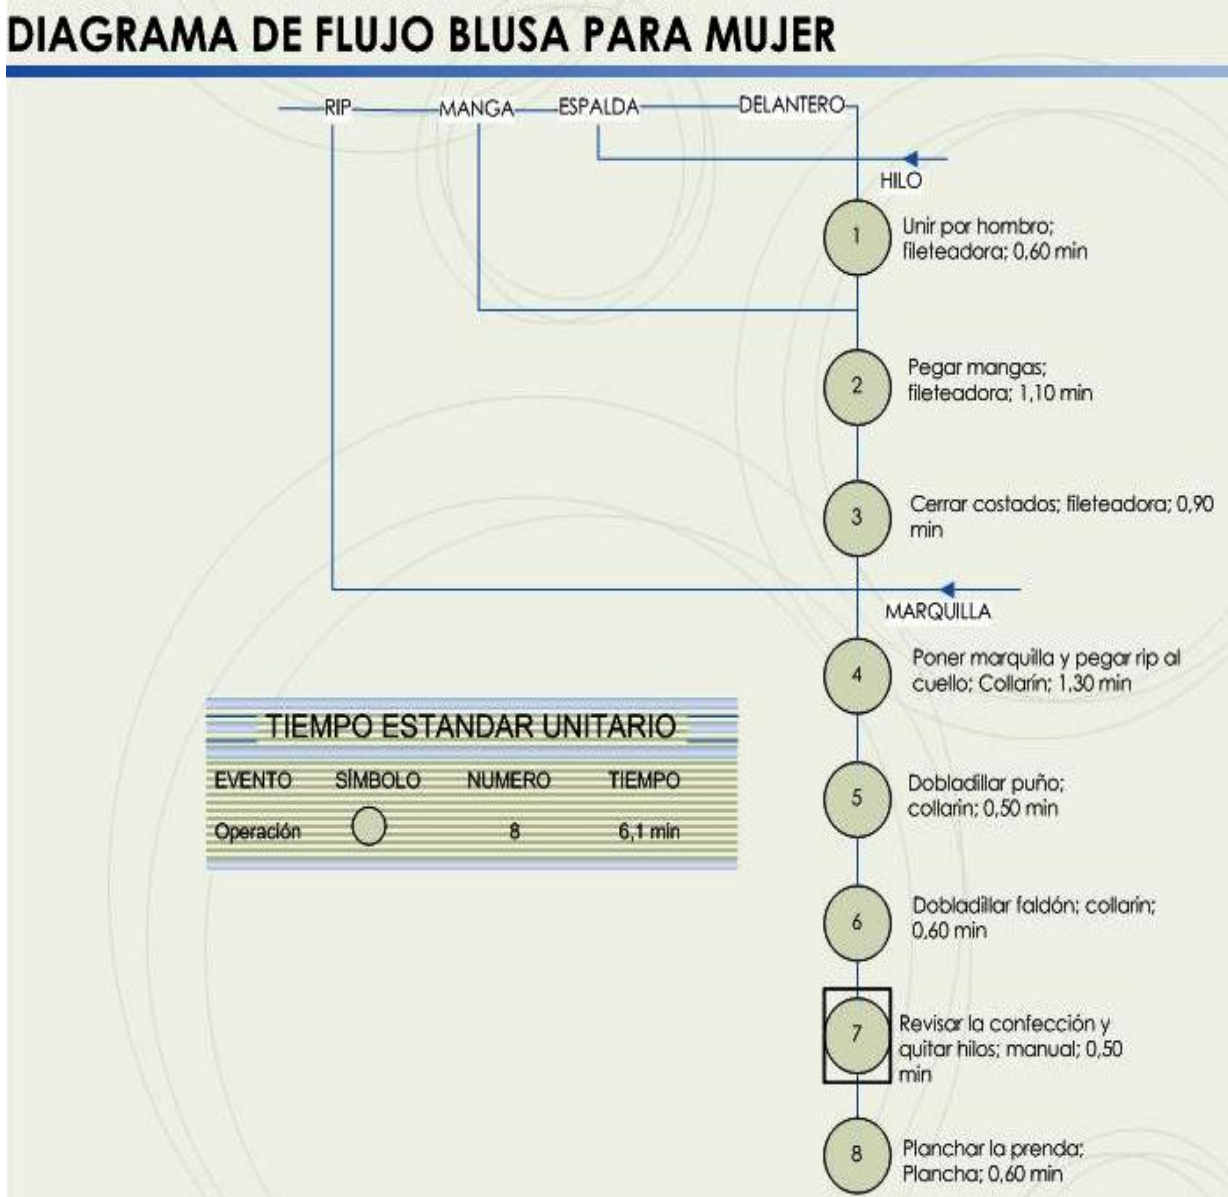 DIAGRAMA DE FLUJO BLUSA PARA MUJER
RIP MANGA ESPALDA DELANTERO
HILO
1
Unir por hombro;
fileteadora; 0,60 min
2
Pegar mangas;
fileteadora; 1,10 min
3
Cerrar costados; fileteadora; 0,90
min
MARQUILLA
4
Poner marquilla y pegar rip al
cuello; Collarín; 1,30 min
TIEMPO ESTANDAR UNITARIO
EVENTO SÍMBOLO NUMERO TIEMPO
Operación 8 6,1 min
5
Dobladillar puño;
collarin; 0,50 min
6
Dobladillar faldón; collarin;
0,60 min
7
Revisar la confección y
quitar hilos; manual; 0,50
min
8
Planchar la prenda;
Plancha; 0,60 min